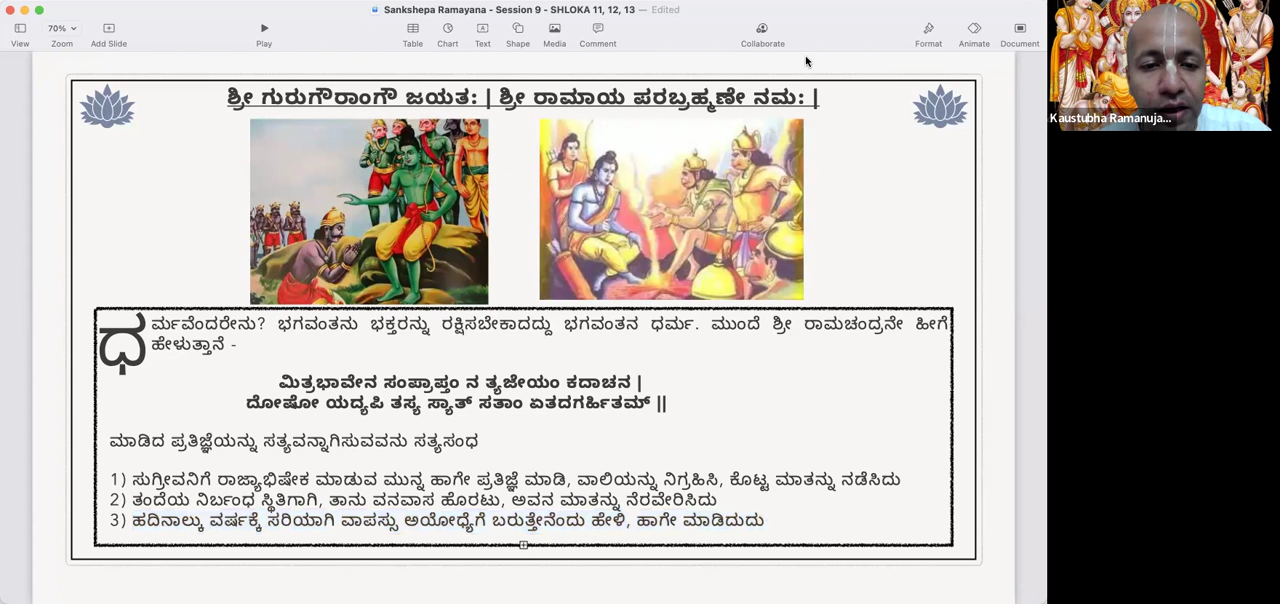 Sankshepa Ramayana - Session 9 - SHLOKA 11, 12, 13 — Edited
70%
View Zoom Add Slide Play Table Chart Text Shape Media Comment Collaborate Format Animate Document
Kaustubha Ramanuja...
ಶ್ರೀ ಗುರುಗೌರಾಂಗೌ ಜಯತ: | ಶ್ರೀ ರಾಮಾಯ ಪರಬ್ರಹ್ಮಣೇ ನಮ: |
ಧರ್ಮವೆಂದರೇನು? ಭಗವಂತನು ಭಕ್ತರನ್ನು ರಕ್ಷಿಸಬೇಕಾದದ್ದು ಭಗವಂತನ ಧರ್ಮ. ಮುಂದೆ ಶ್ರೀ ರಾಮಚಂದ್ರನೇ ಹೀಗೆ
ಹೇಳುತ್ತಾನೆ -
ಮಿತ್ರಭಾವೇನ ಸಂಪ್ರಾಪ್ತಂ ನ ತ್ಯಜೇಯಂ ಕದಾಚನ |
ದೋಷೋ ಯದ್ಯಪಿ ತಸ್ಯ ಸ್ಯಾತ್ ಸತಾಂ ಏತದಗರ್ಹಿತಮ್ ||
ಮಾಡಿದ ಪ್ರತಿಜ್ಞೆಯನ್ನು ಸತ್ಯವನ್ನಾಗಿಸುವವನು ಸತ್ಯಸಂಧ
1) ಸುಗ್ರೀವನಿಗೆ ರಾಜ್ಯಾಭಿಷೇಕ ಮಾಡುವ ಮುನ್ನ ಹಾಗೇ ಪ್ರತಿಜ್ಞೆ ಮಾಡಿ, ವಾಲಿಯನ್ನು ನಿಗ್ರಹಿಸಿ, ಕೊಟ್ಟ ಮಾತನ್ನು ನಡೆಸಿದು
2) ತಂದೆಯ ನಿರ್ಬಂಧ ಸ್ಥಿತಿಗಾಗಿ, ತಾನು ವನವಾಸ ಹೊರಟು, ಅವನ ಮಾತನ್ನು ನೆರವೇರಿಸಿದು
3) ಹದಿನಾಲ್ಕು ವರ್ಷಕ್ಕೆ ಸರಿಯಾಗಿ ವಾಪಸ್ಸು ಅಯೋಧ್ಯೆಗೆ ಬರುತ್ತೇನೆಂದು ಹೇಳಿ, ಹಾಗೇ ಮಾಡಿದುದು